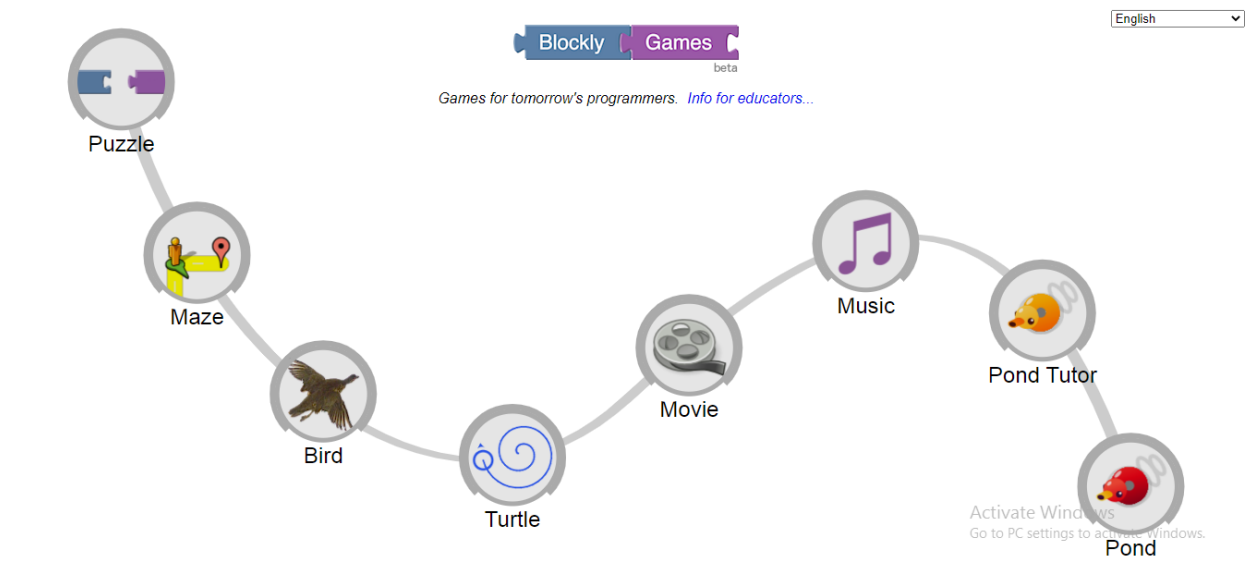 English
Blockly Games
beta
Games for tomorrow's programmers. Info for educators...
Puzzle
Maze
Bird
Turtle
Movie
Music
Pond Tutor
Pond
Activate Windows
Go to PC settings to activate Windows.